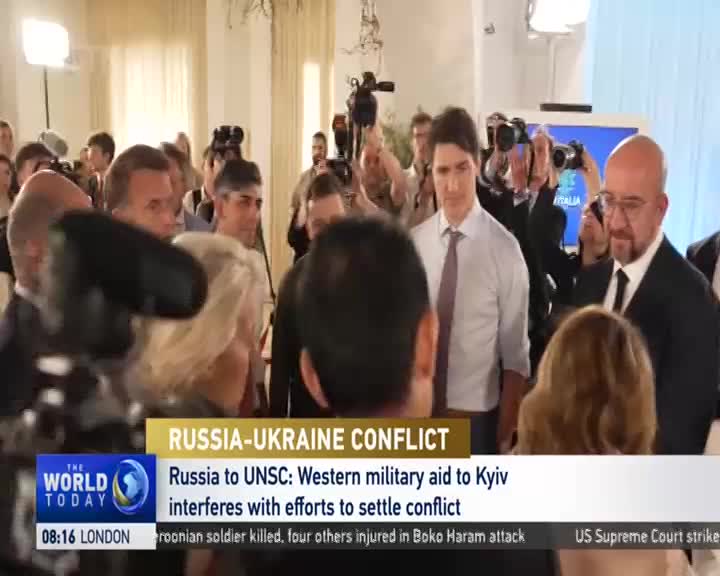 ITALIA
RUSSIA-UKRAINE CONFLICT
THE
WORLD
TODAY
Russia to UNSC: Western military aid to Kyiv
interferes with efforts to settle conflict
08:16 LONDON
eroonian soldier killed, four others injured in Boko Haram attack
US Supreme Court strike